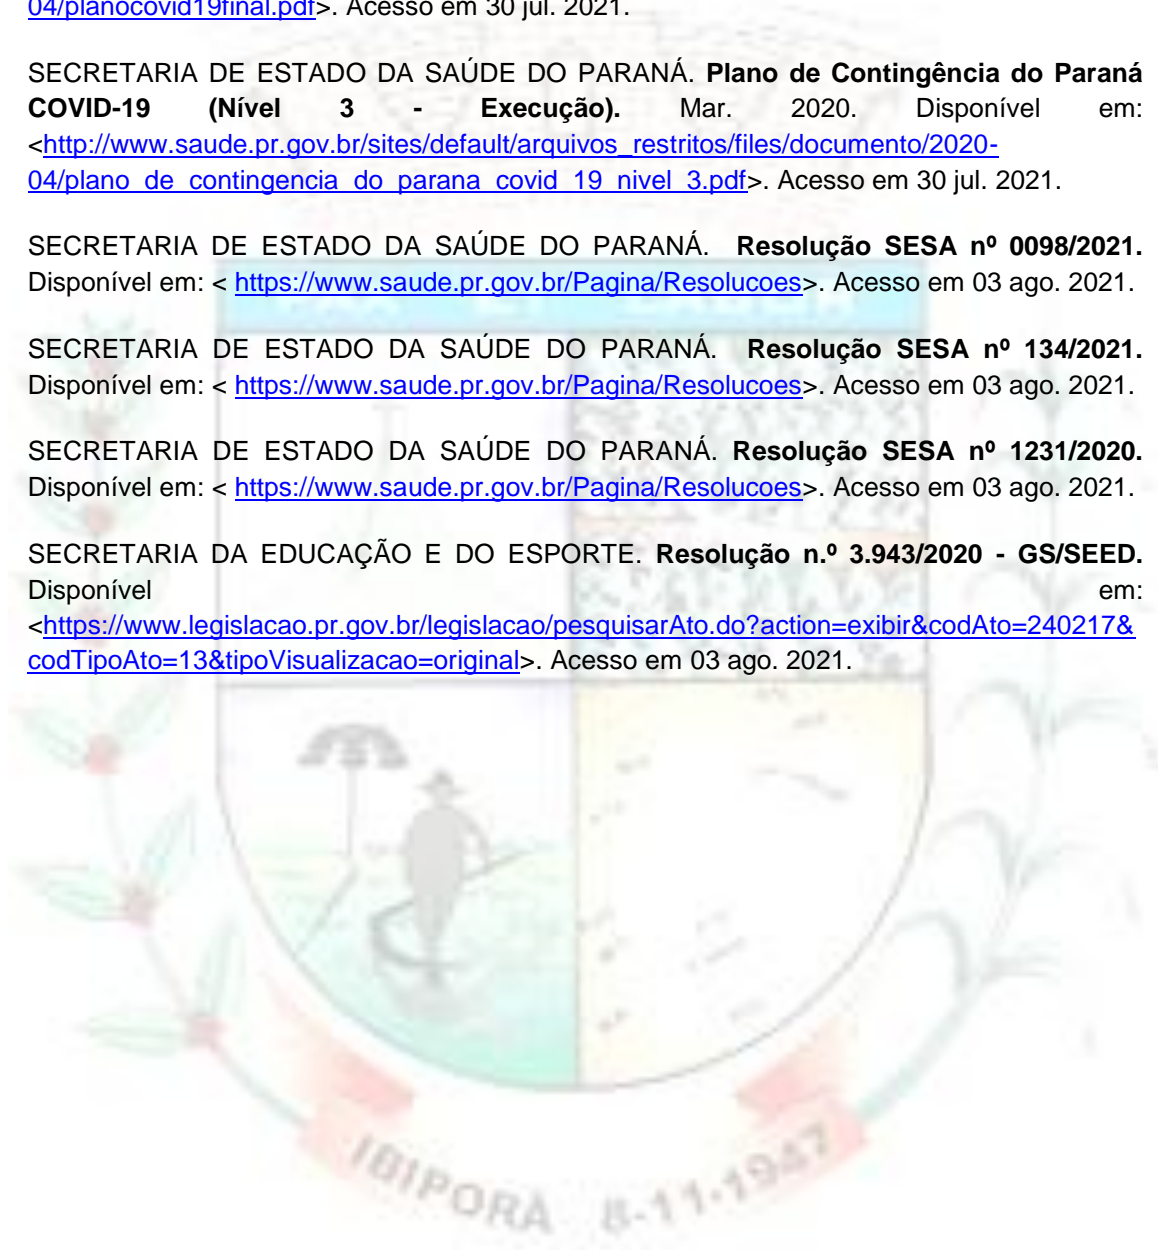 04/planocovid19final.pdf>. Acesso em 30 jul. 2021.
SECRETARIA DE ESTADO DA SAÚDE DO PARANÁ. Plano de Contingência do Paraná
COVID-19 (Nível 3 - Execução). Mar. 2020. Disponível em:
<http://www.saude.pr.gov.br/sites/default/arquivos_restritos/files/documento/2020-
04/plano_de_contingencia_do_parana_covid_19_nivel_3.pdf>. Acesso em 30 jul. 2021.
SECRETARIA DE ESTADO DA SAÚDE DO PARANÁ. Resolução SESA nº 0098/2021.
Disponível em: < https://www.saude.pr.gov.br/Pagina/Resolucoes>. Acesso em 03 ago. 2021.
SECRETARIA DE ESTADO DA SAÚDE DO PARANÁ. Resolução SESA nº 134/2021.
Disponível em: < https://www.saude.pr.gov.br/Pagina/Resolucoes>. Acesso em 03 ago. 2021.
SECRETARIA DE ESTADO DA SAÚDE DO PARANÁ. Resolução SESA nº 1231/2020.
Disponível em: < https://www.saude.pr.gov.br/Pagina/Resolucoes>. Acesso em 03 ago. 2021.
SECRETARIA DA EDUCAÇÃO E DO ESPORTE. Resolução n.º 3.943/2020 - GS/SEED.
Disponível em:
<https://www.legislacao.pr.gov.br/legislacao/pesquisarAto.do?action=exibir&codAto=240217&
codTipoAto=13&tipoVisualizacao=original>. Acesso em 03 ago. 2021.
IBIPORÃ 8-11-1947